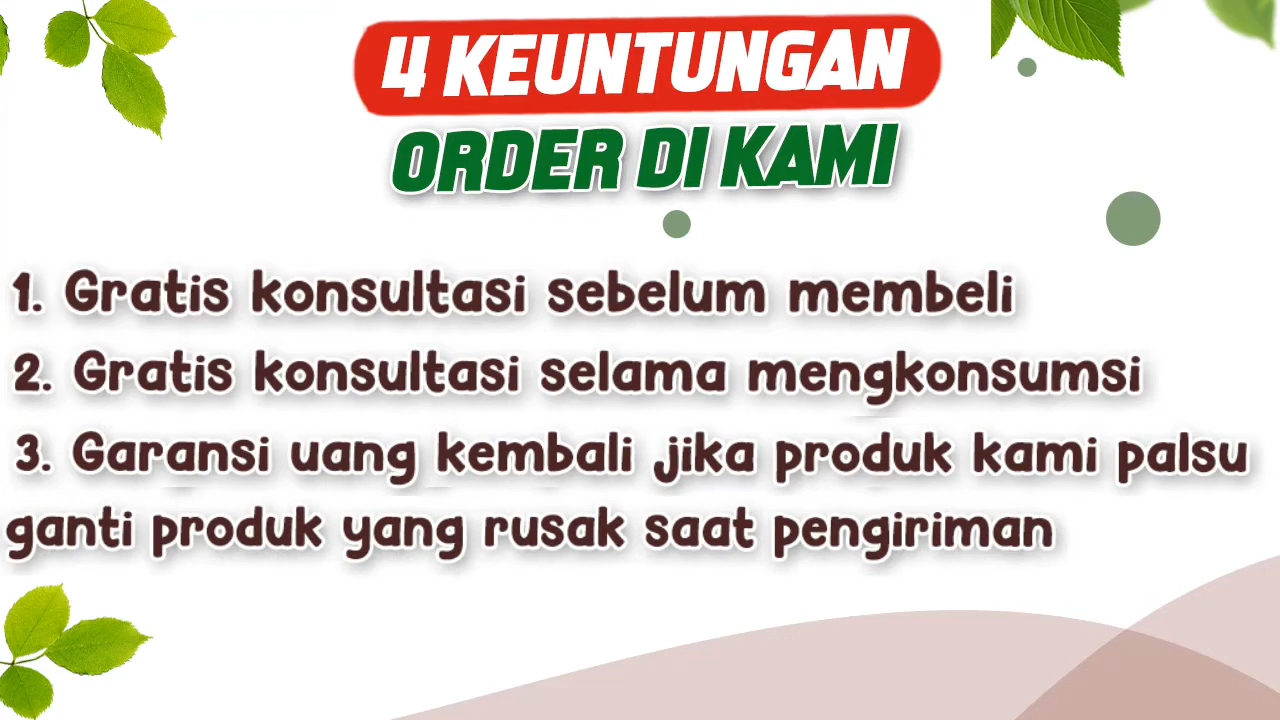 4 KEUNTUNGAN
ORDER DI KAMI
1. Gratis konsultasi sebelum membeli
2. Gratis konsultasi selama mengkonsumsi
3. Garansi uang kembali jika produk kami palsu
ganti produk yang rusak saat pengiriman